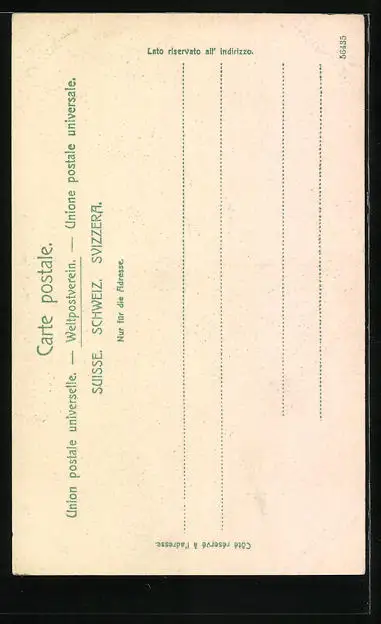 Carte postale.
Union postale universelle. — Weltpostverein. — Unione postale universale.
SUISSE. SCHWEIZ. SVIZZERA.
Nur für die Adresse.
Côté réservé à l'adresse.
Lato riservato all' indirizzo.
56435